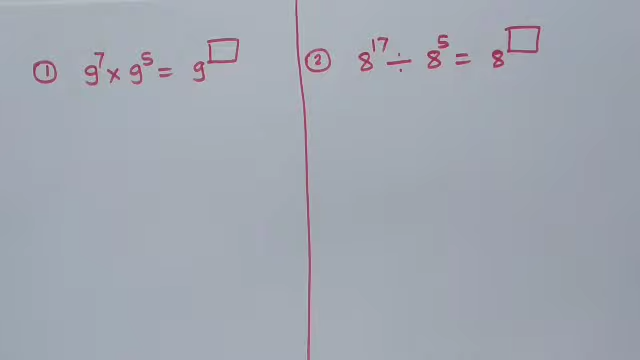 ① 9⁷ × 9⁵ = 9□
② 8¹⁷ ÷ 8⁵ = 8□